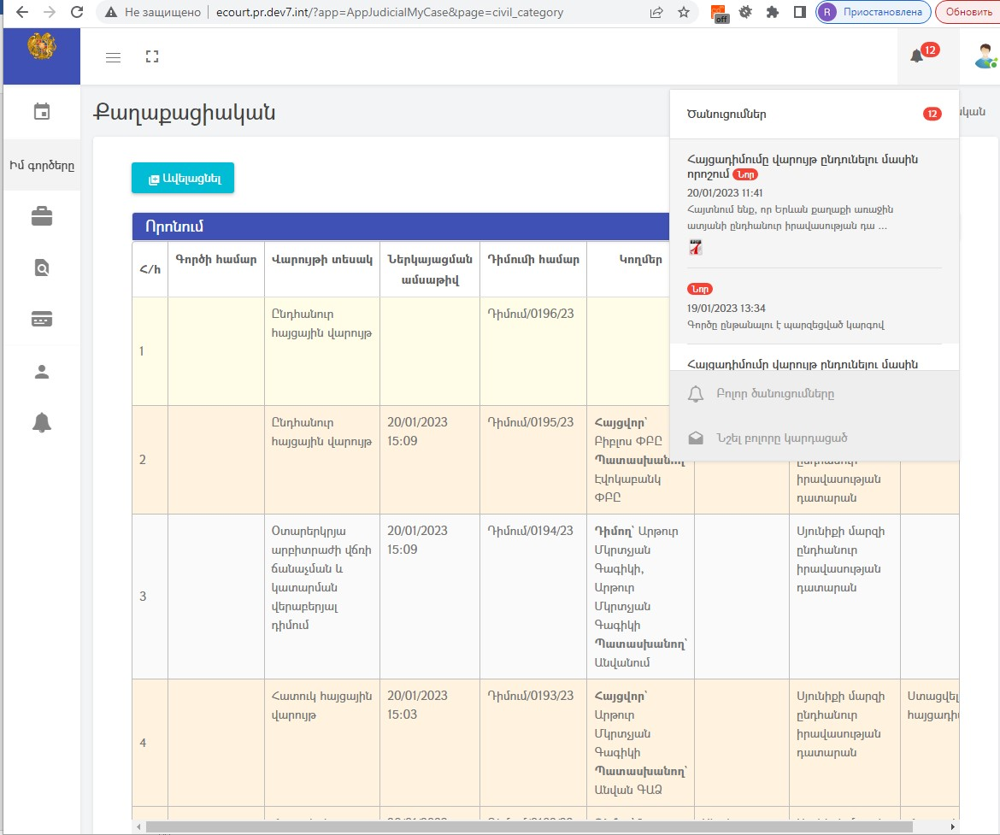 Не защищено
ecourt.pr.dev7.int/?app=AppJudicialMyCase&page=civil_category
off
R
Приостановлена
Обновить
12
Քաղաքացիական
Իմ գործերը
Ավելացնել
Ծանուցումներ
12
Հայցադիմումը վարույթ ընդունելու մասին
որոշում Նոր
20/01/2023 11:41
Հայտնում ենք, որ Երևան քաղաքի առաջին
ատյանի ընդհանուր իրավասության դա ...
Նոր
19/01/2023 13:34
Գործը ընթանալու է պարզեցված կարգով
Հայցադիմումը վարույթ ընդունելու մասին
Բոլոր ծանուցումները
Նշել բոլորը կարդացած
Որոնում
Հ/հ
Գործի համար
Վարույթի տեսակ
Ներկայացման
ամսաթիվ
Դիմումի համար
Կողմեր
1
Ընդհանուր
հայցային վարույթ
Դիմում/0196/23
2
Ընդհանուր
հայցային վարույթ
20/01/2023
15:09
Դիմում/0195/23
Հայցվոր՝
Բիբլոս ՓԲԸ
Պատասխանող
Էվոկաբանկ
ՓԲԸ
ընդհանուր
իրավասության
դատարան
3
Օտարերկրյա
արբիտրաժի վճռի
ճանաչման և
կատարման
վերաբերյալ
դիմում
20/01/2023
15:09
Դիմում/0194/23
Դիմող՝ Արթուր
Մկրտչյան
Գագիկի,
Արթուր
Մկրտչյան
Գագիկի
Պատասխանող՝
Անվանում
Սյունիքի մարզի
ընդհանուր
իրավասության
դատարան
4
Հատուկ հայցային
վարույթ
20/01/2023
15:03
Դիմում/0193/23
Հայցվոր՝
Արթուր
Մկրտչյան
Գագիկի
Պատասխանող՝
Անվան ԳԱԶ
Սյունիքի մարզի
ընդհանուր
իրավասության
դատարան
Ստացվել
հայցադիմ